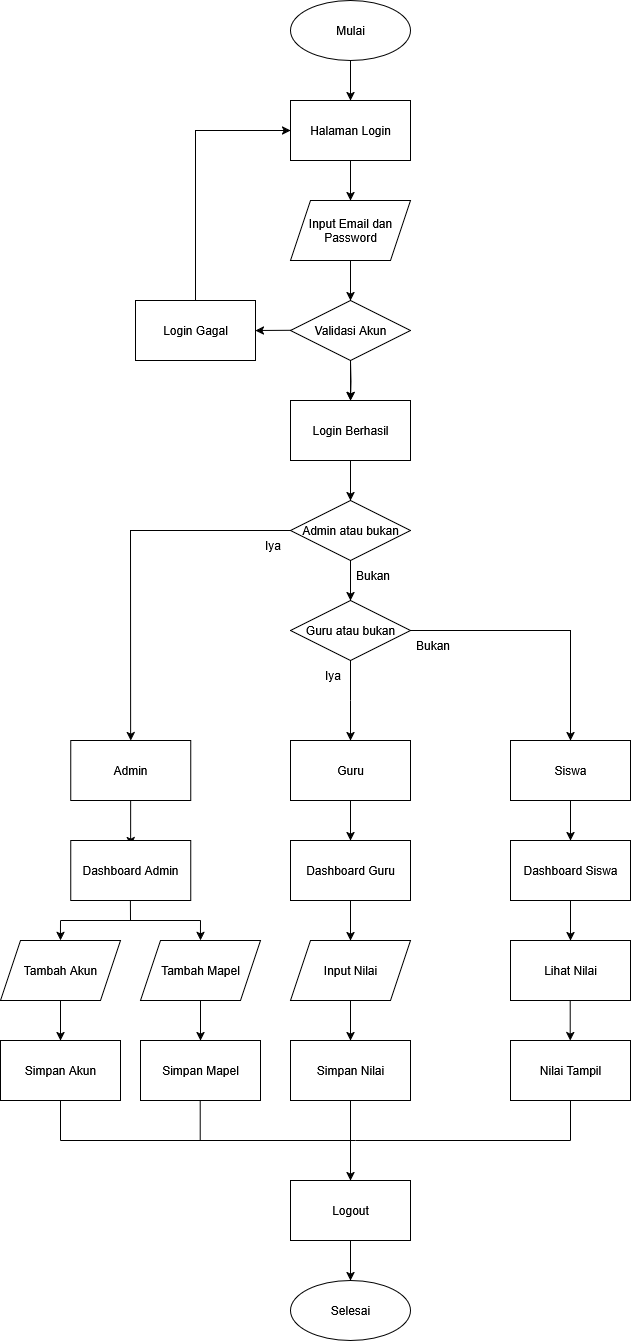 Mulai
Halaman Login
Input Email dan
Password
Login Gagal
Validasi Akun
Login Berhasil
Admin atau bukan
Iya
Bukan
Guru atau bukan
Bukan
Iya
Admin
Guru
Siswa
Dashboard Admin
Dashboard Guru
Dashboard Siswa
Tambah Akun
Tambah Mapel
Input Nilai
Lihat Nilai
Simpan Akun
Simpan Mapel
Simpan Nilai
Nilai Tampil
Logout
Selesai